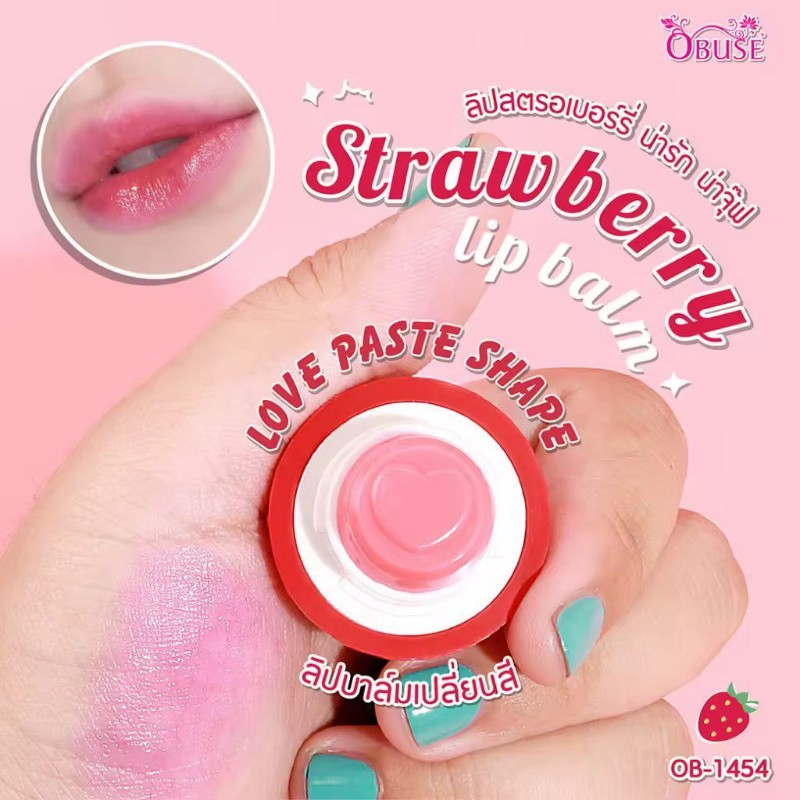 OBUSE
ลิปสตรอเบอร์รี่ น่ารัก น่าจุ๊ฟ
Strawberry
lip balm
LOVE PASTE SHAPE
ลิปบาล์มเปลี่ยนสี
OB-1454